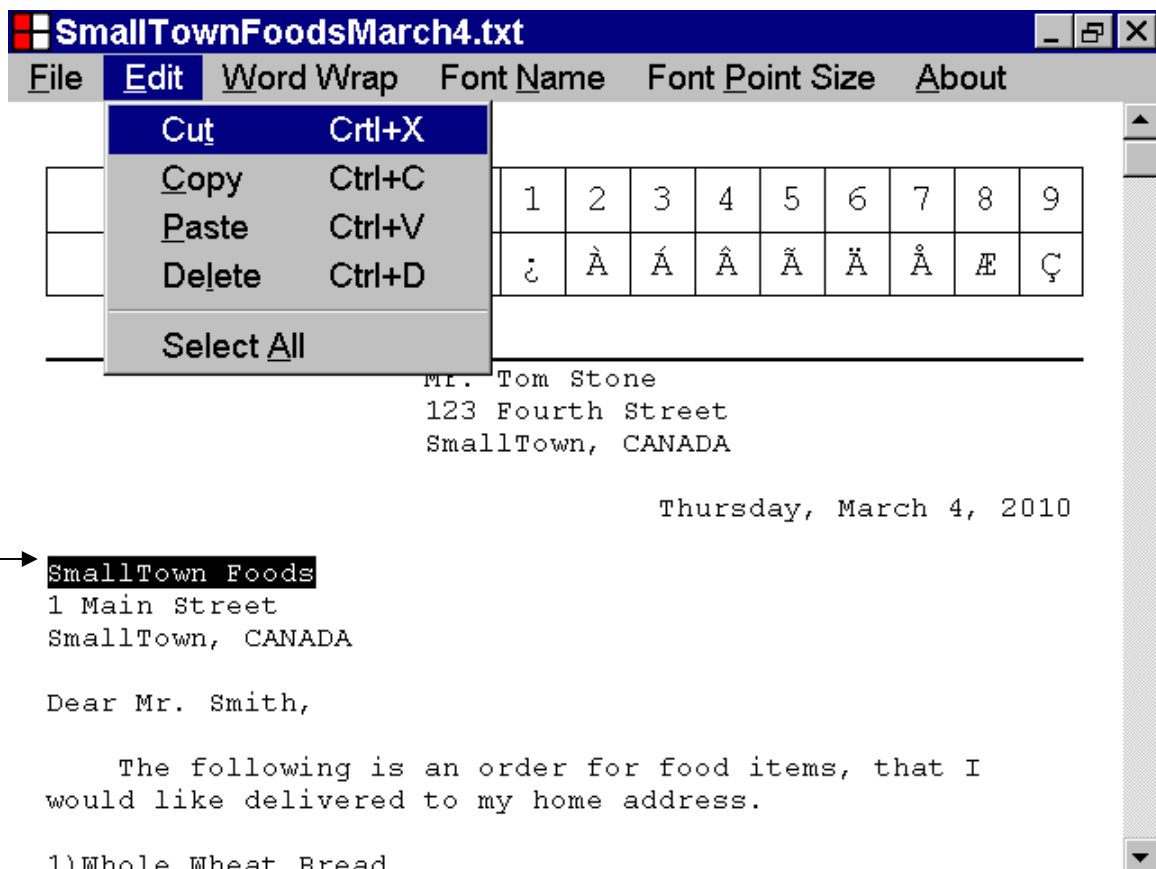 SmallTownFoodsMarch4.txt
File Edit Word Wrap Font Name Font Point Size About
Cut Crtl+X
Copy Ctrl+C
Paste Ctrl+V
Delete Ctrl+D
Select All
1 2 3 4 5 6 7 8 9
¿ À Á Â Ã Ä Å Æ Ç
Mr. Tom Stone
123 Fourth Street
SmallTown, CANADA
Thursday, March 4, 2010
SmallTown Foods
1 Main Street
SmallTown, CANADA
Dear Mr. Smith,
The following is an order for food items, that I
would like delivered to my home address.
1)Whole Wheat Bread